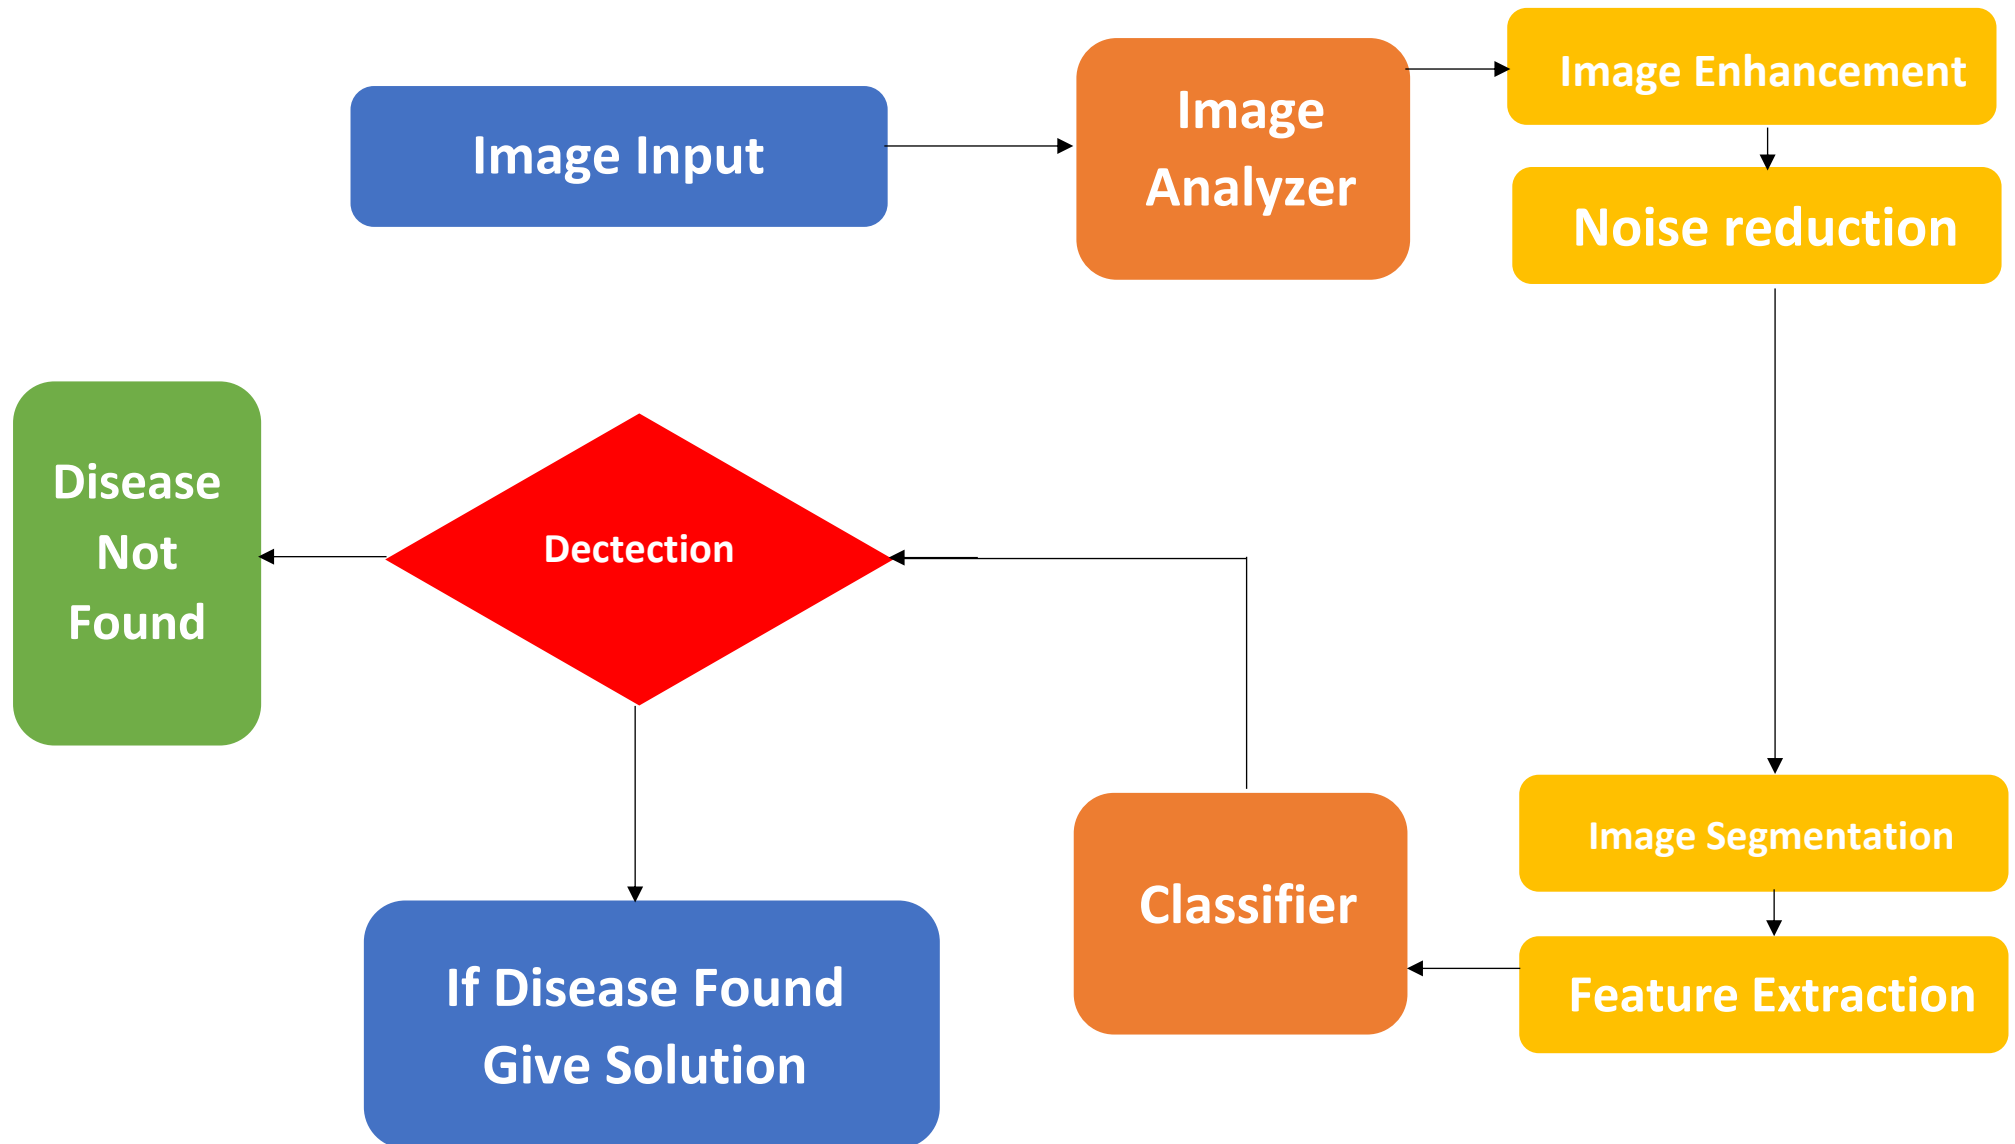 Image Input
Image
Analyzer
Image Enhancement
Noise reduction
Disease
Not
Found
Dectection
Image Segmentation
Classifier
Feature Extraction
If Disease Found
Give Solution